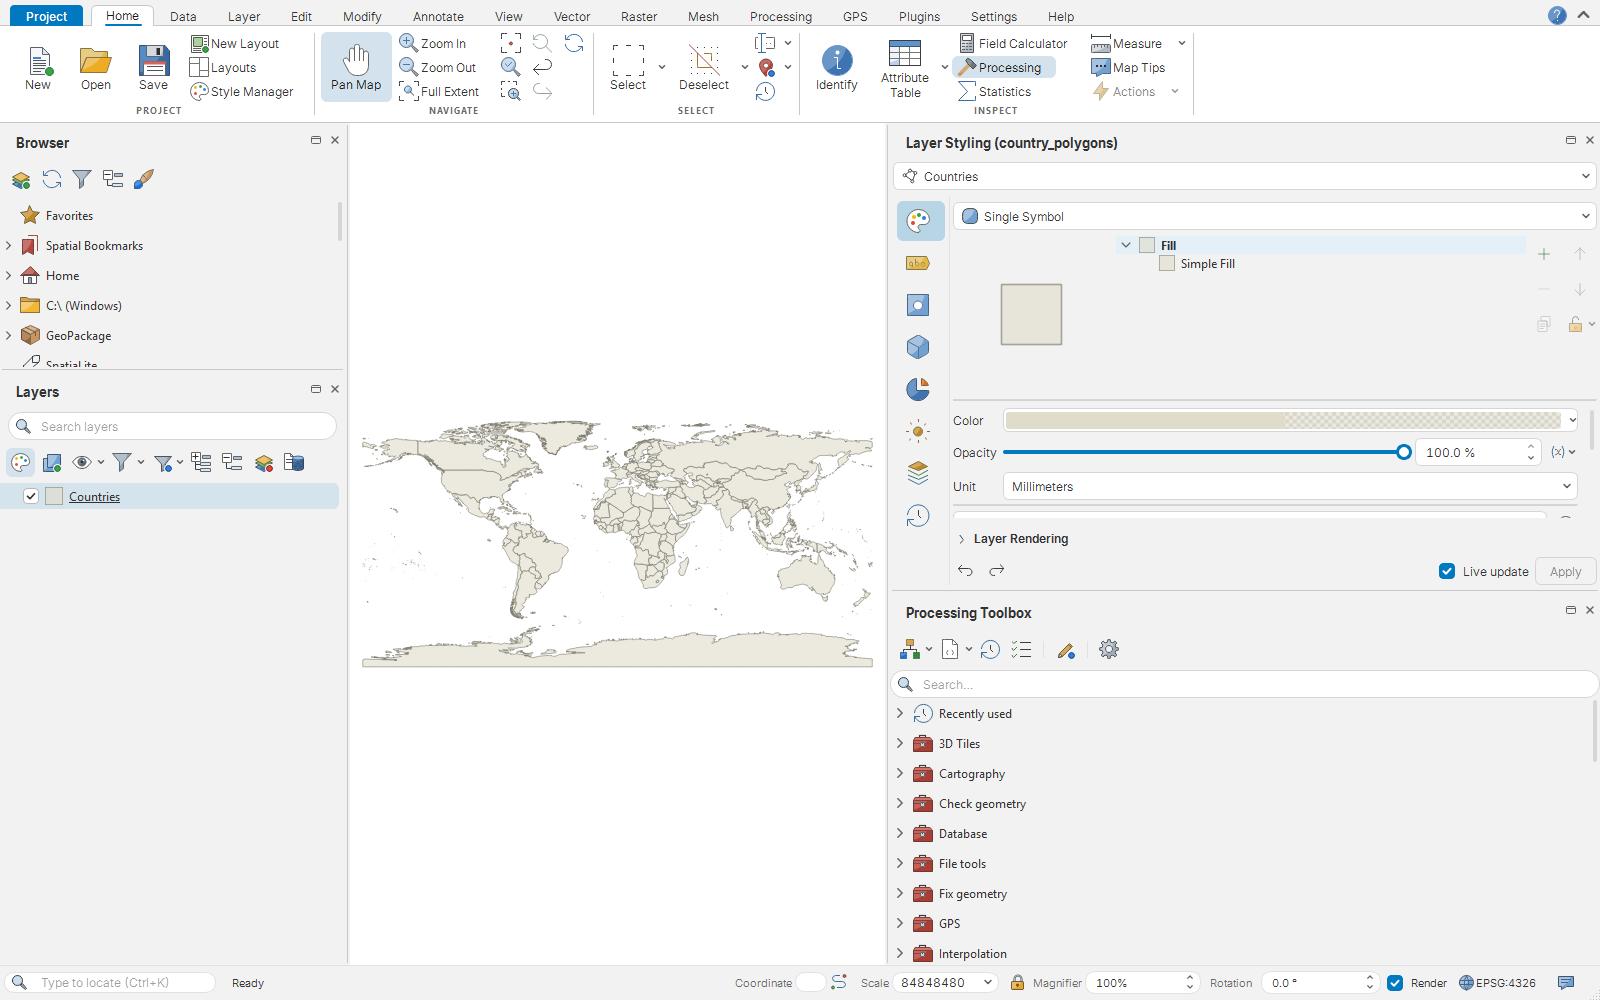 Project Home Data Layer Edit Modify Annotate View Vector Raster Mesh Processing GPS Plugins Settings Help
New
Open
Save
New Layout
Layouts
Style Manager
PROJECT
Pan Map
Zoom In
Zoom Out
Full Extent
NAVIGATE
Select
Deselect
SELECT
Identify
Attribute
Table
Field Calculator
Processing
Statistics
INSPECT
Measure
Map Tips
Actions
Browser
Favorites
Spatial Bookmarks
Home
C:\ (Windows)
GeoPackage
SpatiaLite
Layers
Search layers
Countries
Layer Styling (country_polygons)
Countries
abc
Single Symbol
Fill
Simple Fill
Color
Opacity 100.0 %
Unit Millimeters
Layer Rendering
Live update Apply
Processing Toolbox
Search...
Recently used
3D Tiles
Cartography
Check geometry
Database
File tools
Fix geometry
GPS
Interpolation
Type to locate (Ctrl+K) Ready Coordinate Scale 84848480 Magnifier 100% Rotation 0.0 ° Render EPSG:4326